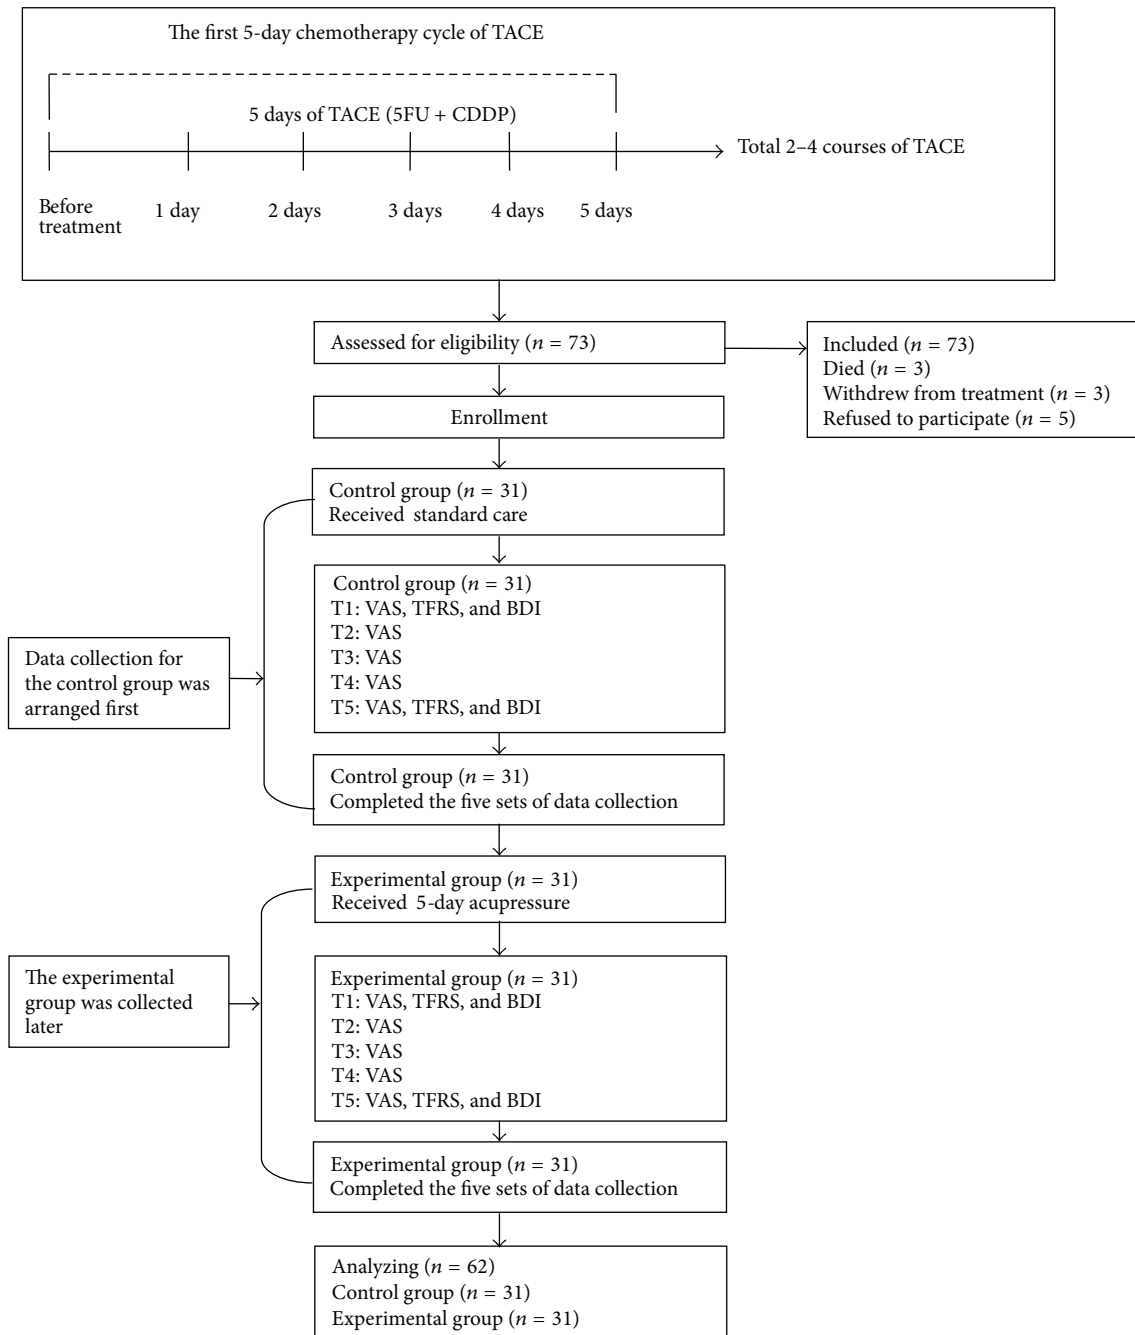 The first 5-day chemotherapy cycle of TACE
5 days of TACE (5FU + CDDP)
Total 2–4 courses of TACE
Before
treatment
1 day
2 days
3 days
4 days
5 days
Assessed for eligibility (n = 73)
Included (n = 73)
Died (n = 3)
Withdrew from treatment (n = 3)
Refused to participate (n = 5)
Enrollment
Control group (n = 31)
Received standard care
Control group (n = 31)
T1: VAS, TFRS, and BDI
T2: VAS
T3: VAS
T4: VAS
T5: VAS, TFRS, and BDI
Data collection for
the control group was
arranged first
Control group (n = 31)
Completed the five sets of data collection
Experimental group (n = 31)
Received 5-day acupressure
The experimental
group was collected
later
Experimental group (n = 31)
T1: VAS, TFRS, and BDI
T2: VAS
T3: VAS
T4: VAS
T5: VAS, TFRS, and BDI
Experimental group (n = 31)
Completed the five sets of data collection
Analyzing (n = 62)
Control group (n = 31)
Experimental group (n = 31)